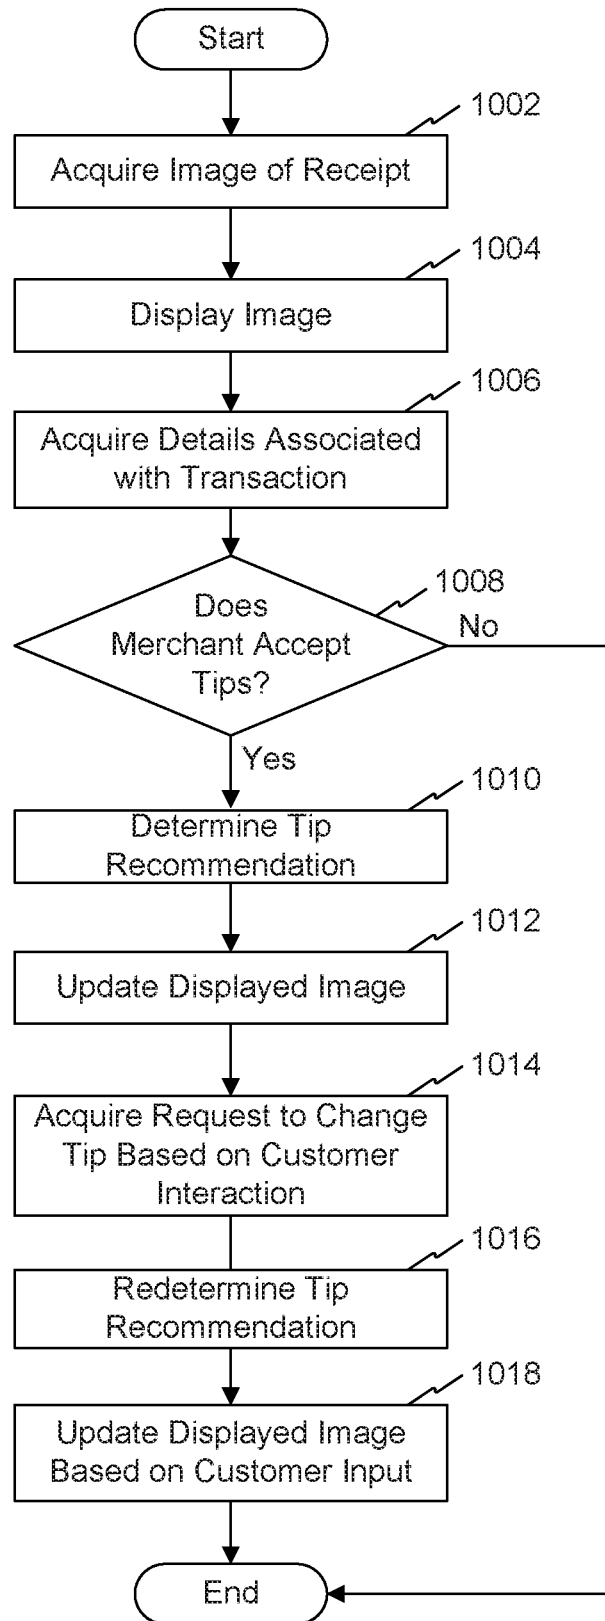 Start
1002
Acquire Image of Receipt
1004
Display Image
1006
Acquire Details Associated
with Transaction
1008
Does
Merchant Accept
Tips?
No
Yes
1010
Determine Tip
Recommendation
1012
Update Displayed Image
1014
Acquire Request to Change
Tip Based on Customer
Interaction
1016
Redetermine Tip
Recommendation
1018
Update Displayed Image
Based on Customer Input
End